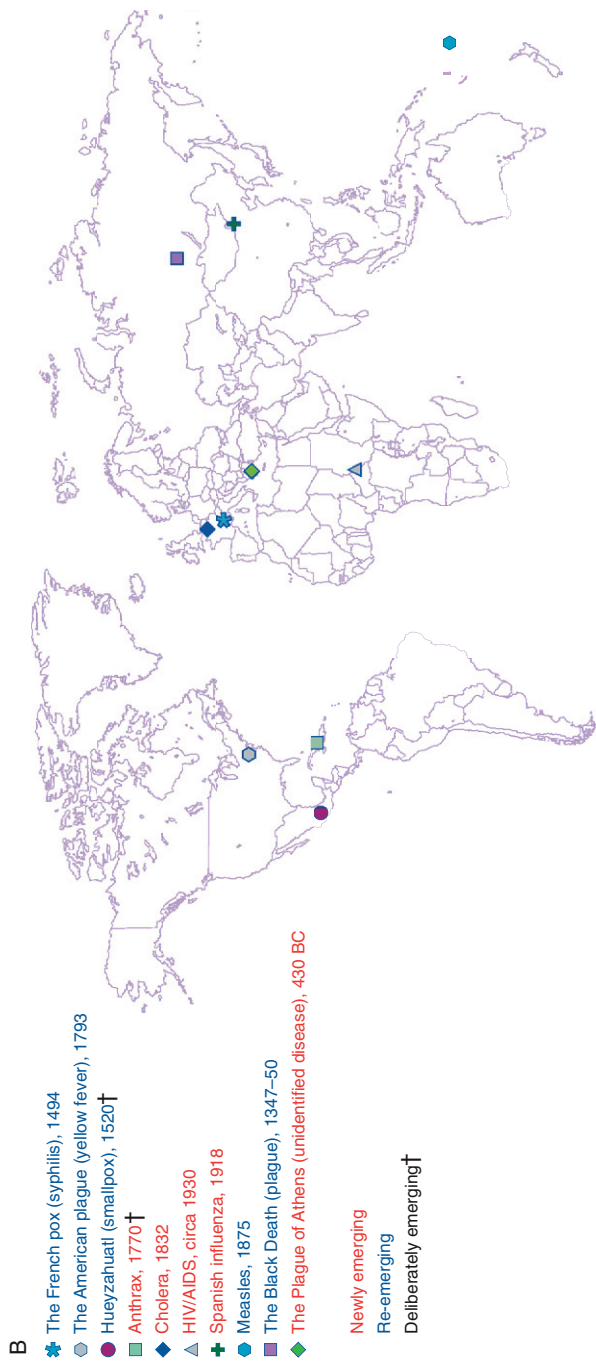 B
The French pox (syphilis), 1494
The American plague (yellow fever), 1793
Hueyzahuatl (smallpox), 1520†
Anthrax, 1770†
Cholera, 1832
HIV/AIDS, circa 1930
Spanish influenza, 1918
Measles, 1875
The Black Death (plague), 1347–50
The Plague of Athens (unidentified disease), 430 BC
Newly emerging
Re-emerging
Deliberately emerging†